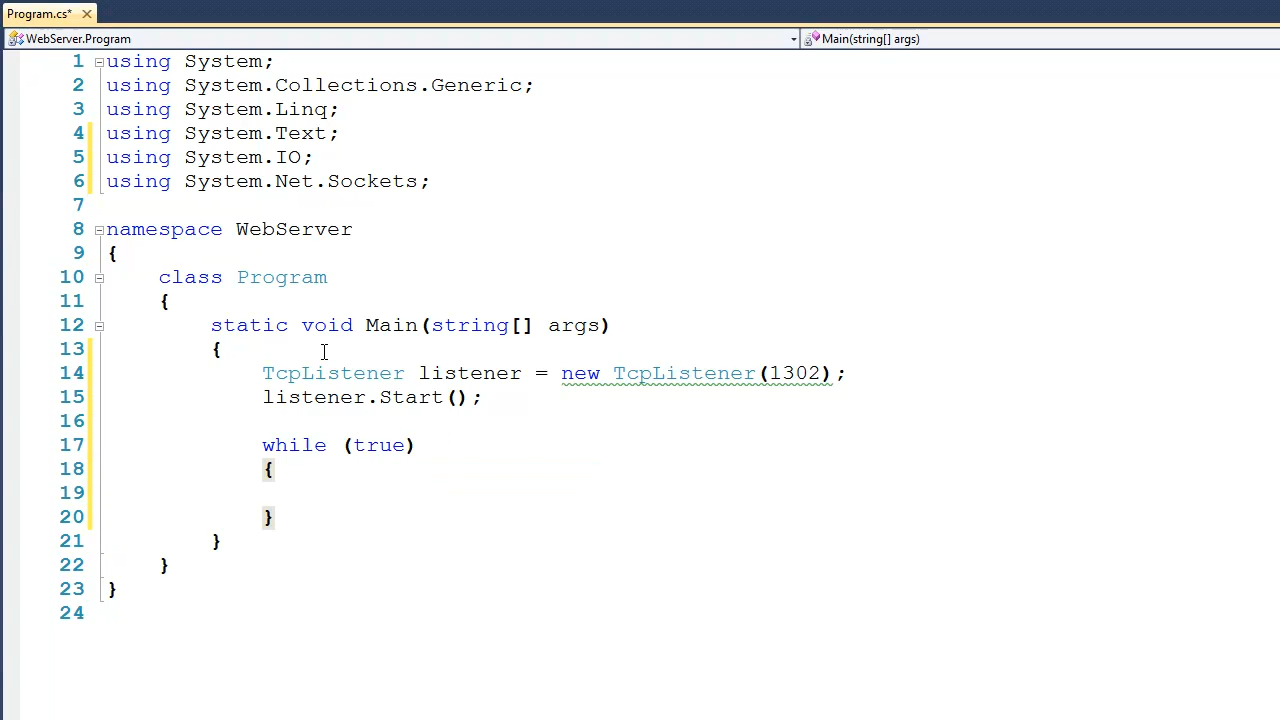 Program.cs*
WebServer.Program Main(string[] args)
1 using System;
2 using System.Collections.Generic;
3 using System.Linq;
4 using System.Text;
5 using System.IO;
6 using System.Net.Sockets;
7
8 namespace WebServer
9 {
10 class Program
11 {
12 static void Main(string[] args)
13 {
14 TcpListener listener = new TcpListener(1302);
15 listener.Start();
16
17 while (true)
18 {
19
20 }
21 }
22 }
23 }
24